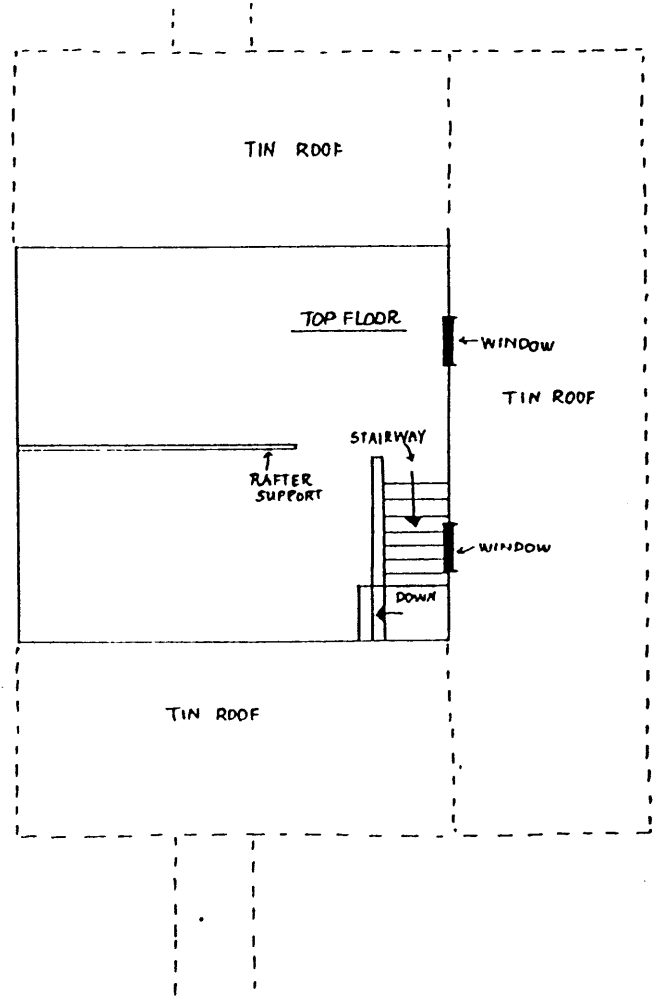 TIN ROOF
TOP FLOOR
WINDOW
TIN ROOF
STAIRWAY
RAFTER
SUPPORT
WINDOW
DOWN
TIN ROOF